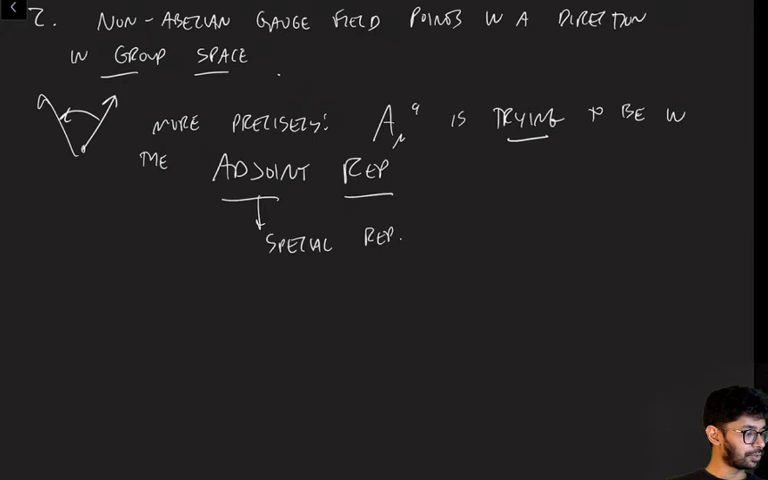 2. NON-ABELIAN GAUGE FIELD POINTS IN A DIRECTION
IN GROUP SPACE.
MORE PRECISELY: A_μ^a IS TRYING TO BE IN
THE ADJOINT REP
SPECIAL REP.